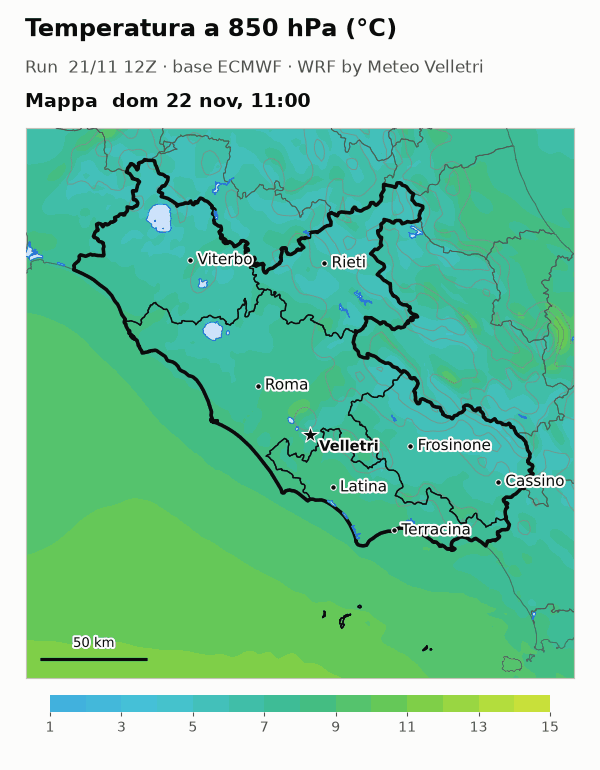 Temperatura a 850 hPa (°C)
Run  21/11 12Z · base ECMWF · WRF by Meteo Velletri
Mappa  dom 22 nov, 11:00
Viterbo
Rieti
Roma
Velletri
Frosinone
Cassino
Latina
Terracina
50 km
1 3 5 7 9 11 13 15